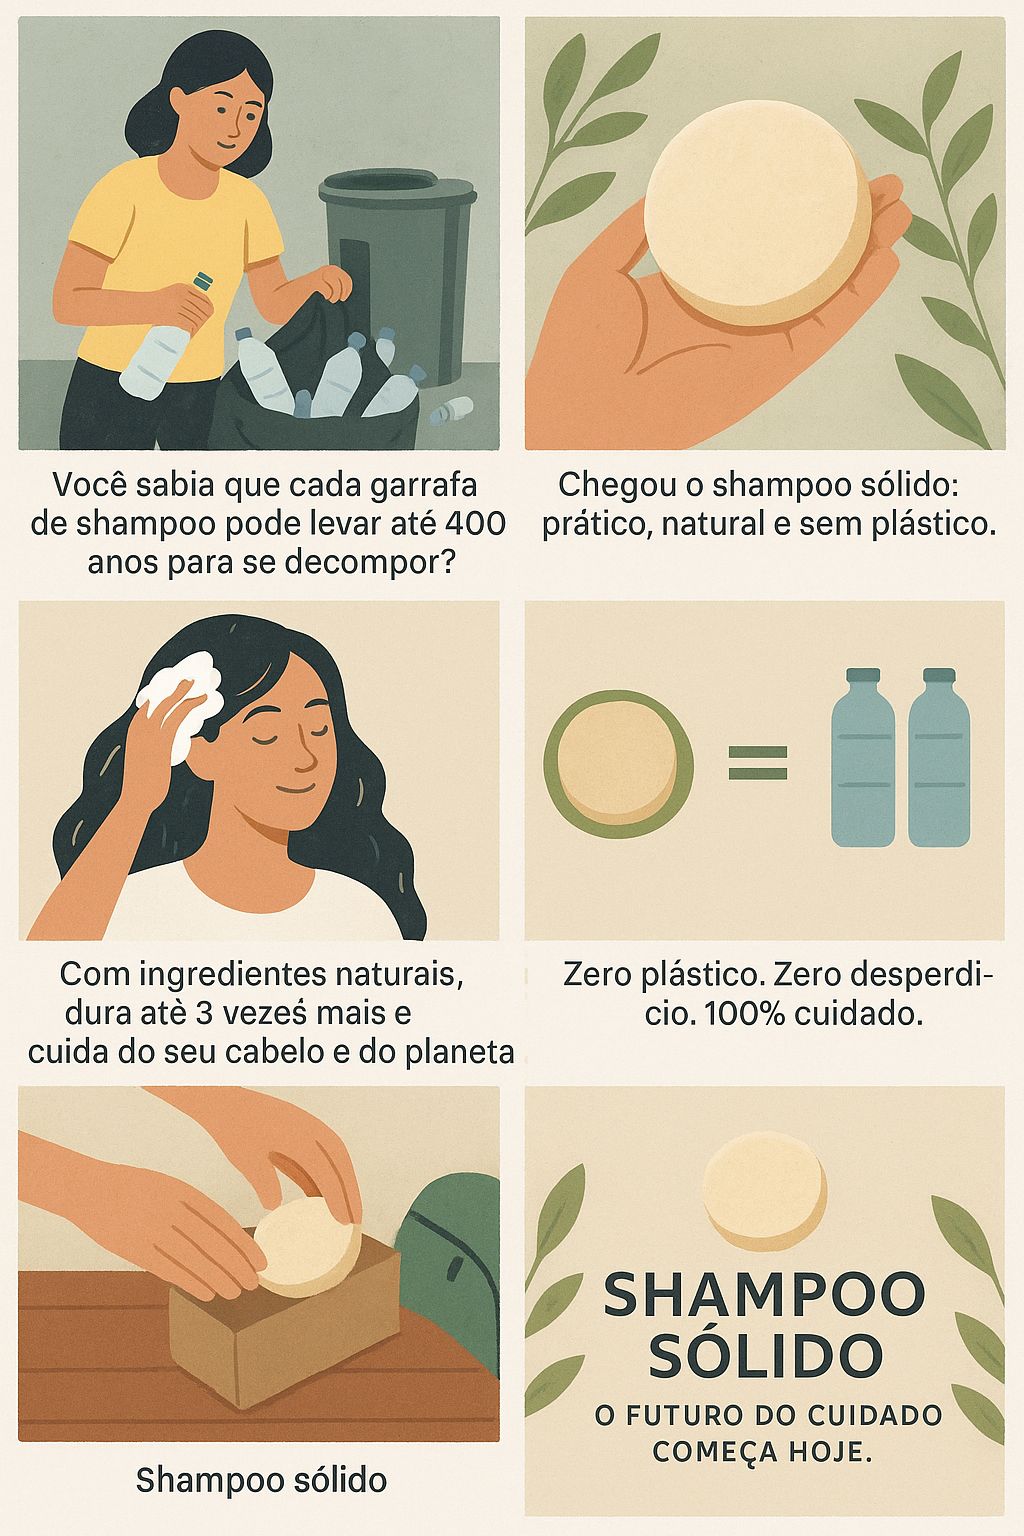 Você sabia que cada garrafa
de shampoo pode levar até 400
anos para se decompor?
Chegou o shampoo sólido:
prático, natural e sem plástico.
Com ingredientes naturais,
dura atè 3 veześ mais e
cuida do seu cabelo e do planeta
Zero plástico. Zero desperdi-
cio. 100% cuidado.
Shampoo sólido
SHAMPOO
SÓLIDO
O FUTURO DO CUIDADO
COMEÇA HOJE.